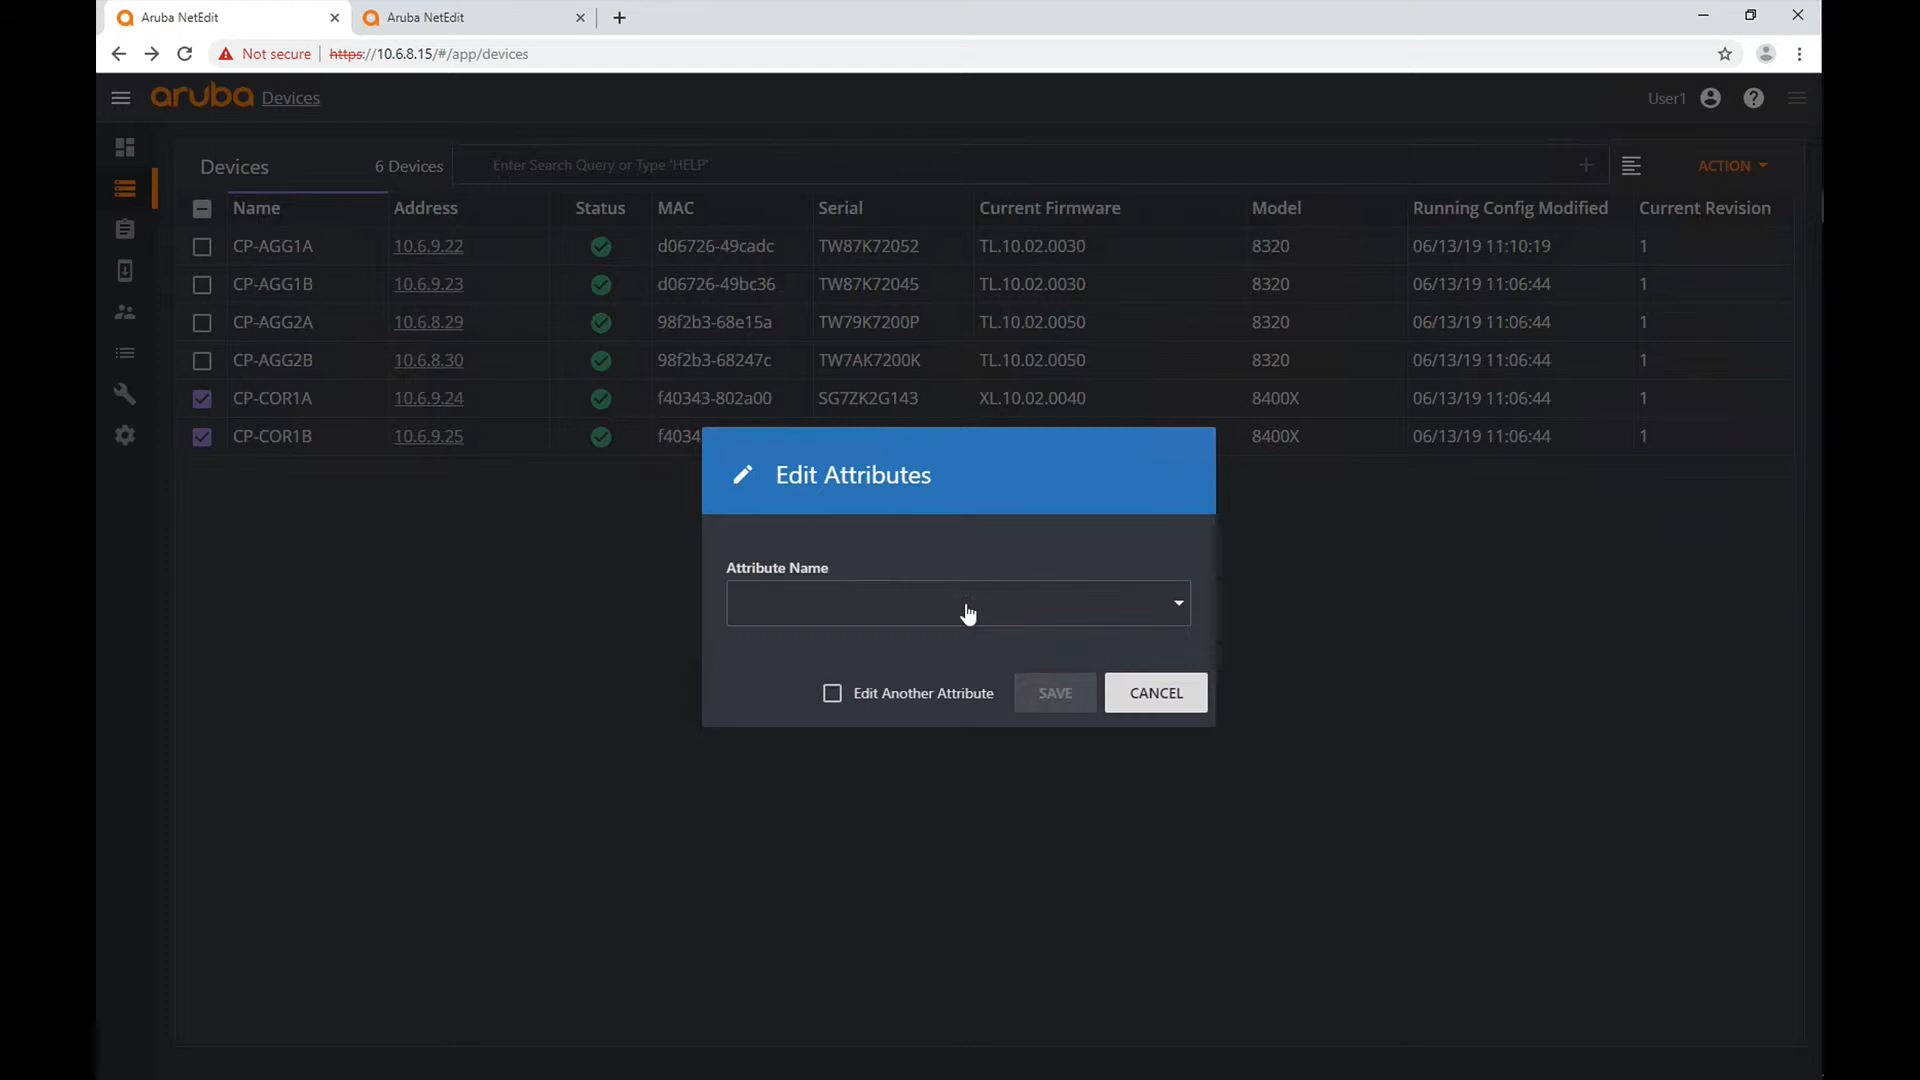 Aruba NetEdit
Aruba NetEdit
Not secure https://10.6.8.15/#/app/devices
aruba Devices User1
Devices 6 Devices Enter Search Query or Type 'HELP' ACTION
Name Address Status MAC Serial Current Firmware Model Running Config Modified Current Revision
CP-AGG1A 10.6.9.22 d06726-49cadc TW87K72052 TL.10.02.0030 8320 06/13/19 11:10:19 1
CP-AGG1B 10.6.9.23 d06726-49bc36 TW87K72045 TL.10.02.0030 8320 06/13/19 11:06:44 1
CP-AGG2A 10.6.8.29 98f2b3-68e15a TW79K7200P TL.10.02.0050 8320 06/13/19 11:06:44 1
CP-AGG2B 10.6.8.30 98f2b3-68247c TW7AK7200K TL.10.02.0050 8320 06/13/19 11:06:44 1
CP-COR1A 10.6.9.24 f40343-802a00 SG7ZK2G143 XL.10.02.0040 8400X 06/13/19 11:06:44 1
CP-COR1B 10.6.9.25 f4034 8400X 06/13/19 11:06:44 1
Edit Attributes
Attribute Name
Edit Another Attribute SAVE CANCEL